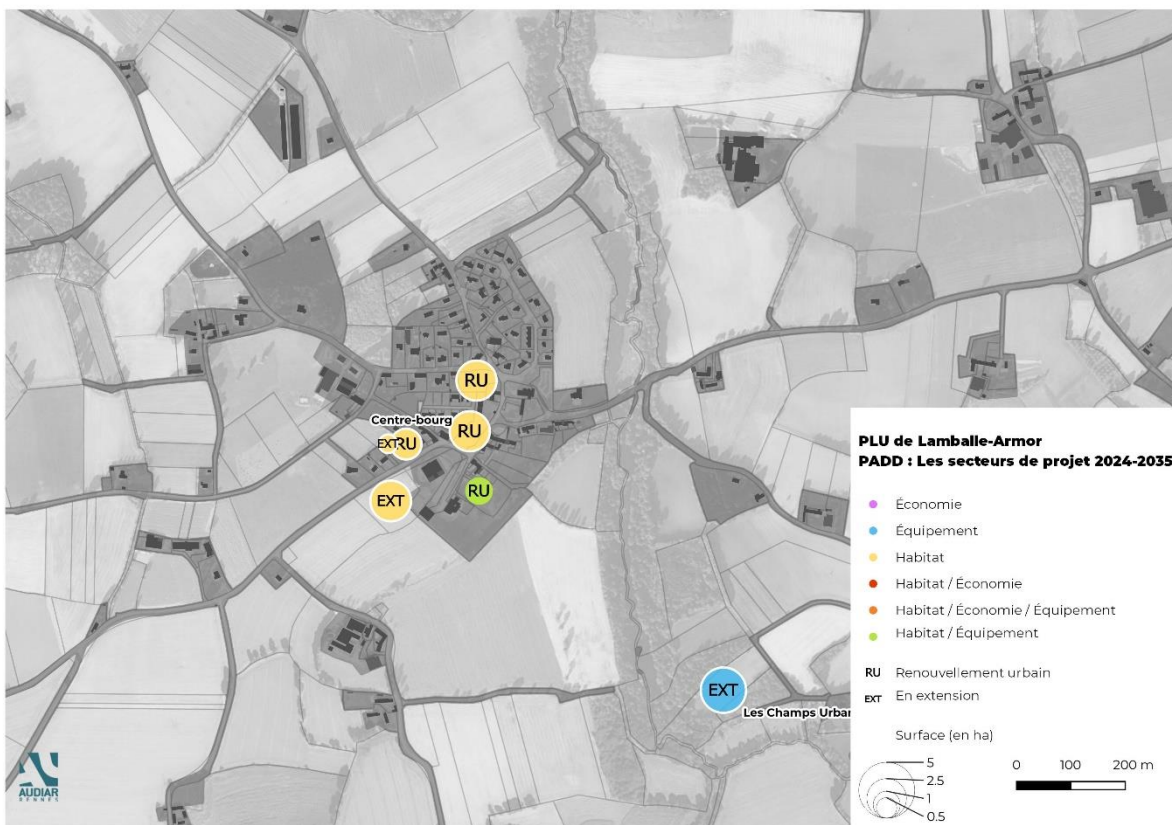 RU
Centre-bourg
RU
EXT
RU
EXT
RU
EXT
Les Champs Urbar
AUDIAR
RENNES
PLU de Lamballe-Armor
PADD : Les secteurs de projet 2024-2035
Économie
Équipement
Habitat
Habitat / Économie
Habitat / Économie / Équipement
Habitat / Équipement
RU Renouvellement urbain
EXT En extension
Surface (en ha)
5
2.5
1
0.5
0 100 200 m